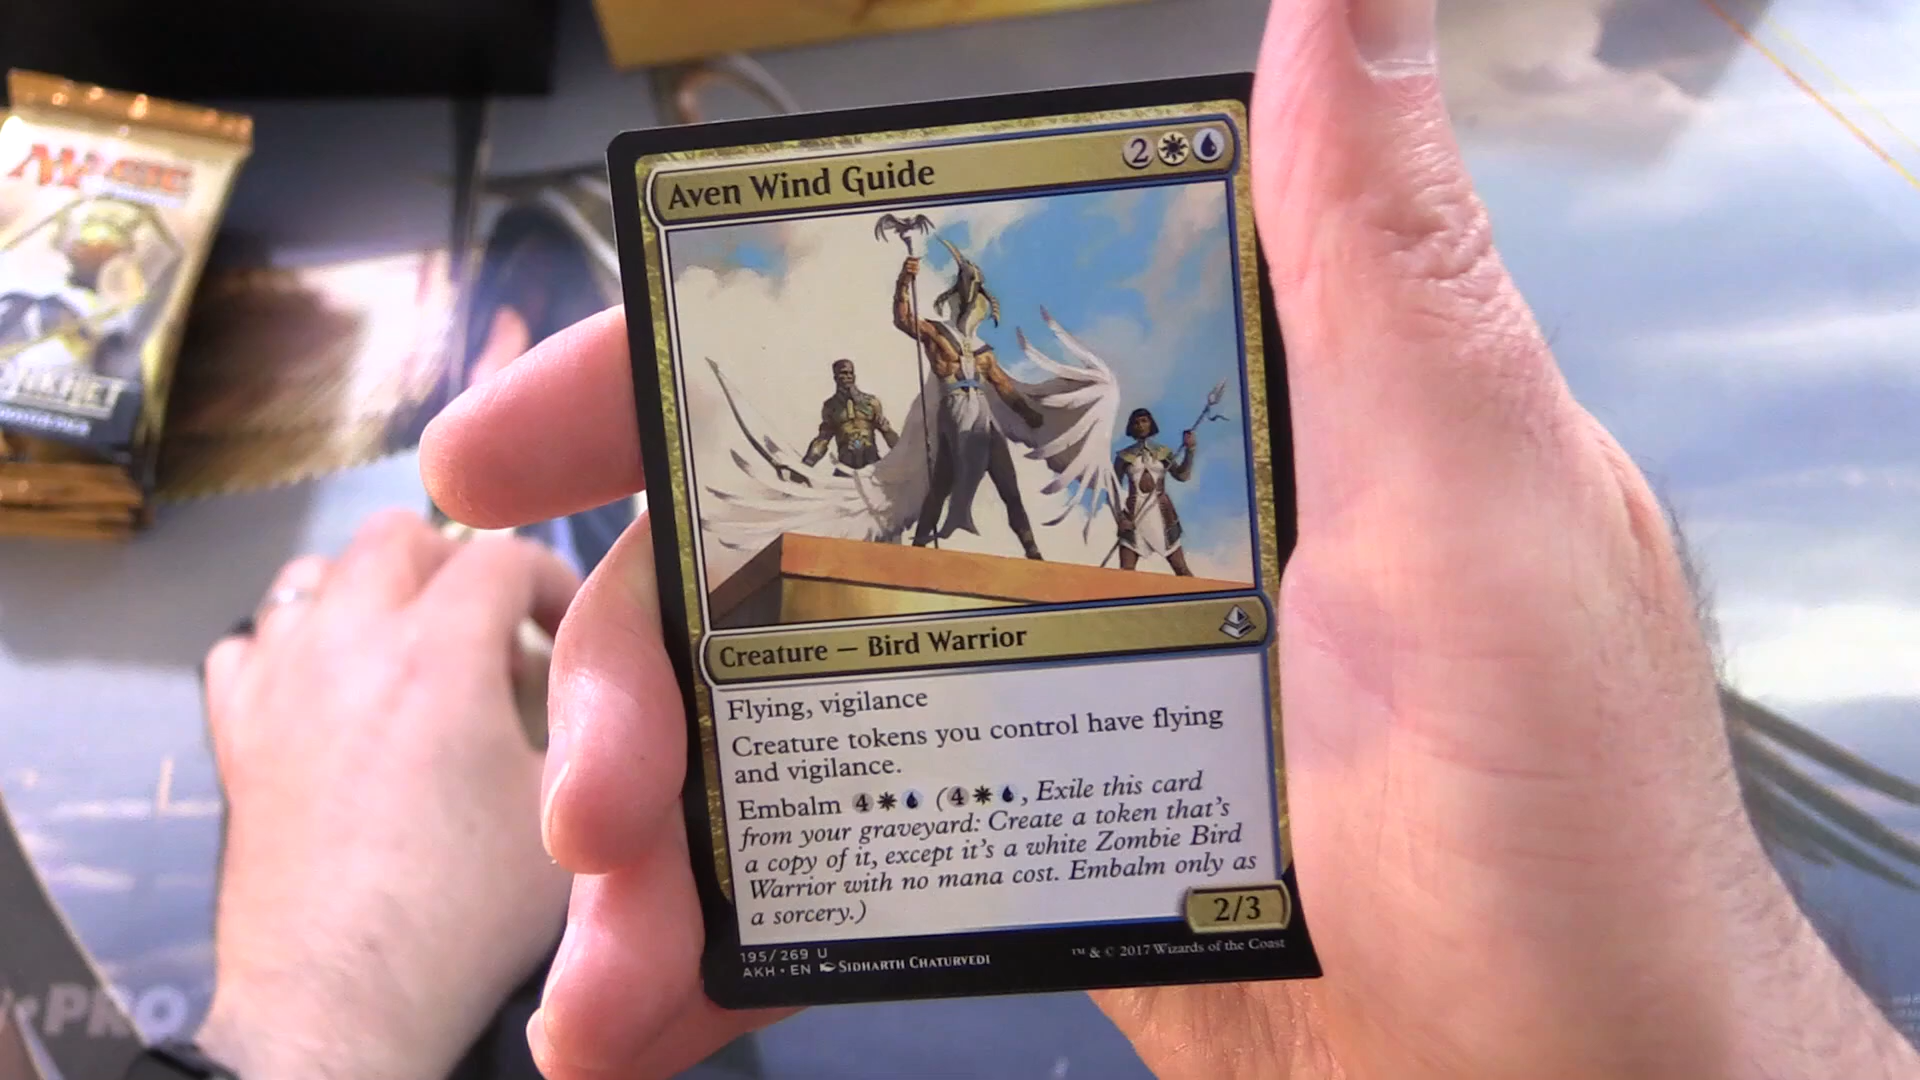 MAGIC
Aven Wind Guide
2
Creature — Bird Warrior
Flying, vigilance
Creature tokens you control have flying
and vigilance.
Embalm 4 (4, Exile this card
from your graveyard: Create a token that's
a copy of it, except it's a white Zombie Bird
Warrior with no mana cost. Embalm only as
a sorcery.)
2/3
195/269 U
AKH • EN SIDHARTH CHATURVEDI
™ & © 2017 Wizards of the Coast
PRO